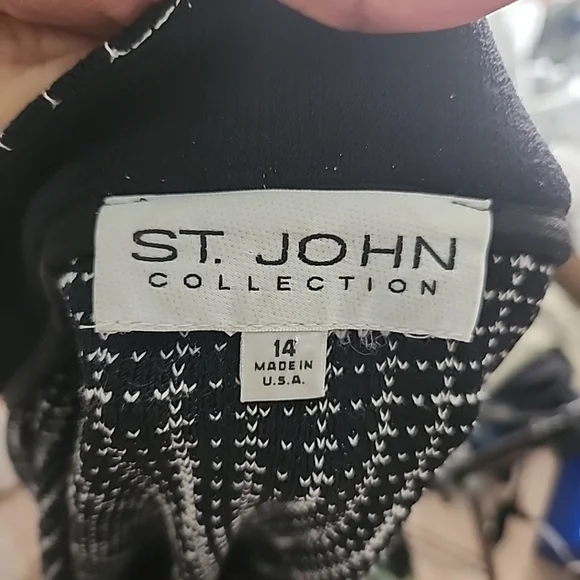 ST. JOHN
COLLECTION
14
MADE IN
U.S.A.